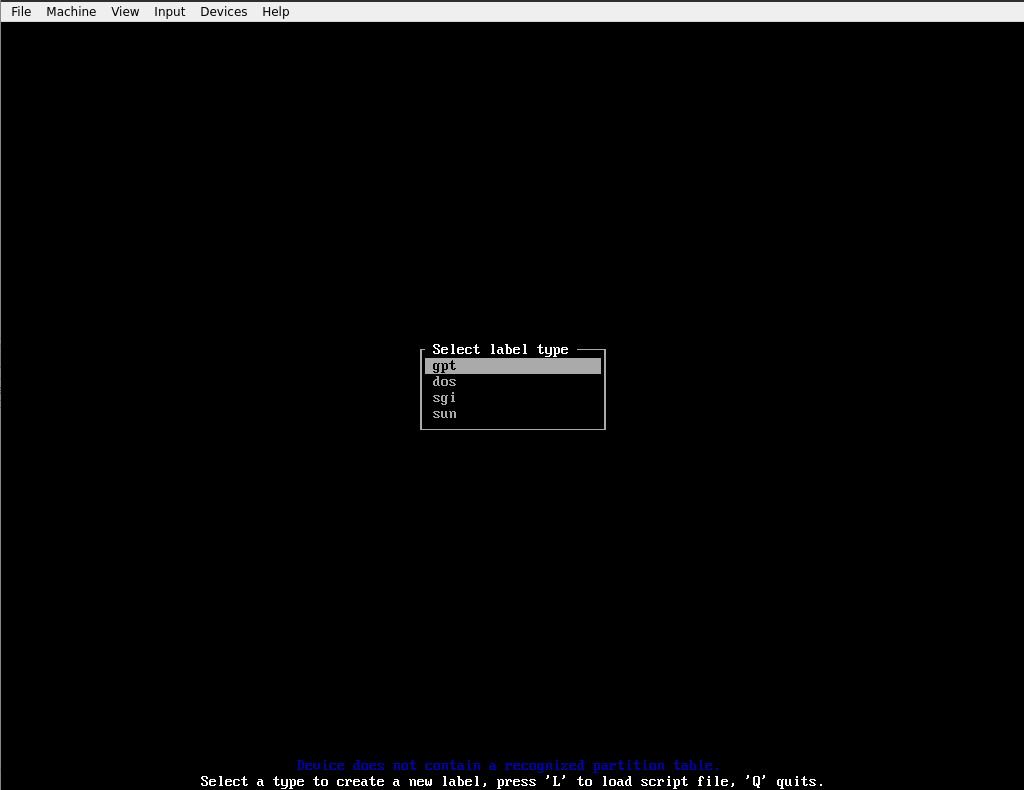 File Machine View Input Devices Help
Select label type
gpt
dos
sgi
sun
Device does not contain a recognized partition table.
Select a type to create a new label, press 'L' to load script file, 'Q' quits.